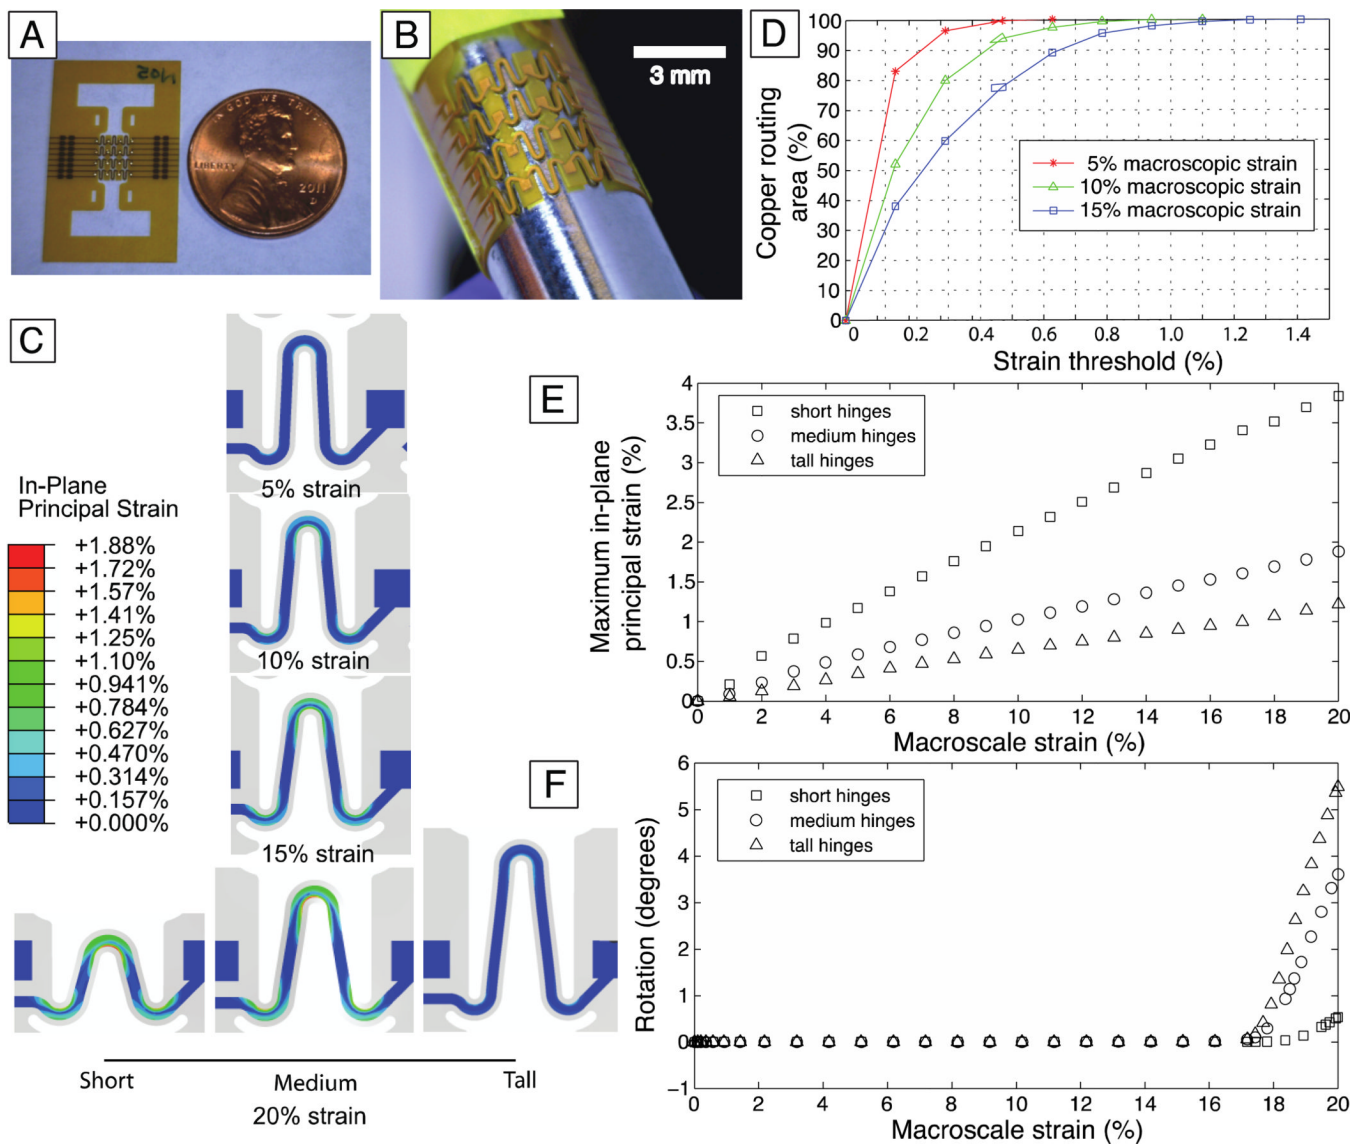 A
402
IN GOD WE TRUST
LIBERTY
2011
D
B
3 mm
D
100
90
80
70
60
50
40
30
20
10
0
Copper routing
area (%)
5% macroscopic strain
10% macroscopic strain
15% macroscopic strain
0
0.2
0.4
0.6
0.8
1.0
1.2
1.4
Strain threshold (%)
C
5% strain
10% strain
15% strain
In-Plane
Principal Strain
+1.88%
+1.72%
+1.57%
+1.41%
+1.25%
+1.10%
+0.941%
+0.784%
+0.627%
+0.470%
+0.314%
+0.157%
+0.000%
Short
Medium
Tall
20% strain
E
4
3.5
3
2.5
2
1.5
1
0.5
0
Maximum in-plane
principal strain (%)
short hinges
medium hinges
tall hinges
0
2
4
6
8
10
12
14
16
18
20
Macroscale strain (%)
F
6
5
4
3
2
1
0
−1
Rotation (degrees)
short hinges
medium hinges
tall hinges
0
2
4
6
8
10
12
14
16
18
20
Macroscale strain (%)